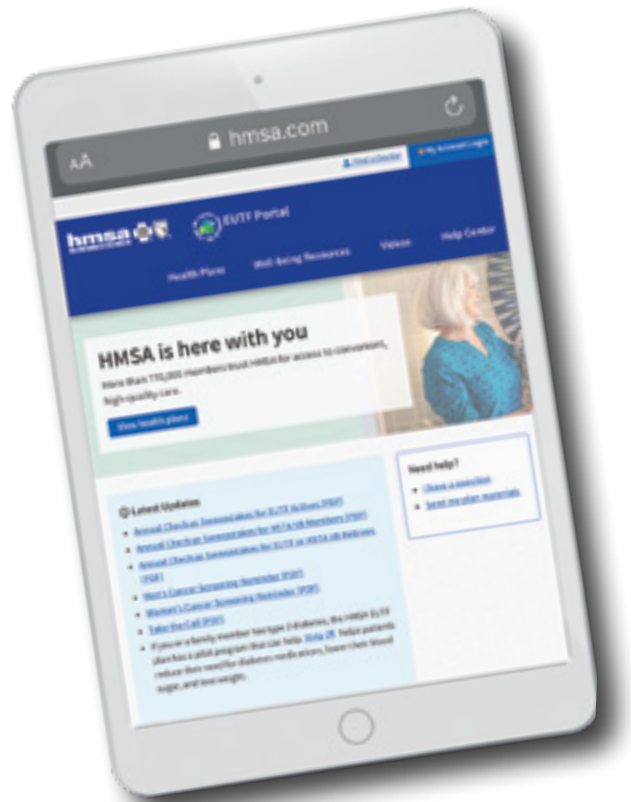 AA
hmsa.com
Find a Doctor
My Account Login
hmsa
EUTF Portal
Health Plans
Well-Being Resources
Videos
Help Center
HMSA is here with you
More than 770,000 members trust HMSA for access to convenient,
high-quality care.
View health plans
Latest Updates
Annual Checkup Sweepstakes for EUTF Actives (PDF)
Annual Checkup Sweepstakes for HSTA VB Members (PDF)
Annual Checkup Sweepstakes for EUTF or HSTA VB Retirees
(PDF)
Men's Cancer Screening Reminder (PDF)
Women's Cancer Screening Reminder (PDF)
Take the Call (PDF)
If you or a family member has type 2 diabetes, the HMSA EUTF
plan has a pilot program that can help. helps patients
reduce their need for diabetes medications, lower their blood
sugar, and lose weight.
Need help?
I have a question
Send me plan materials